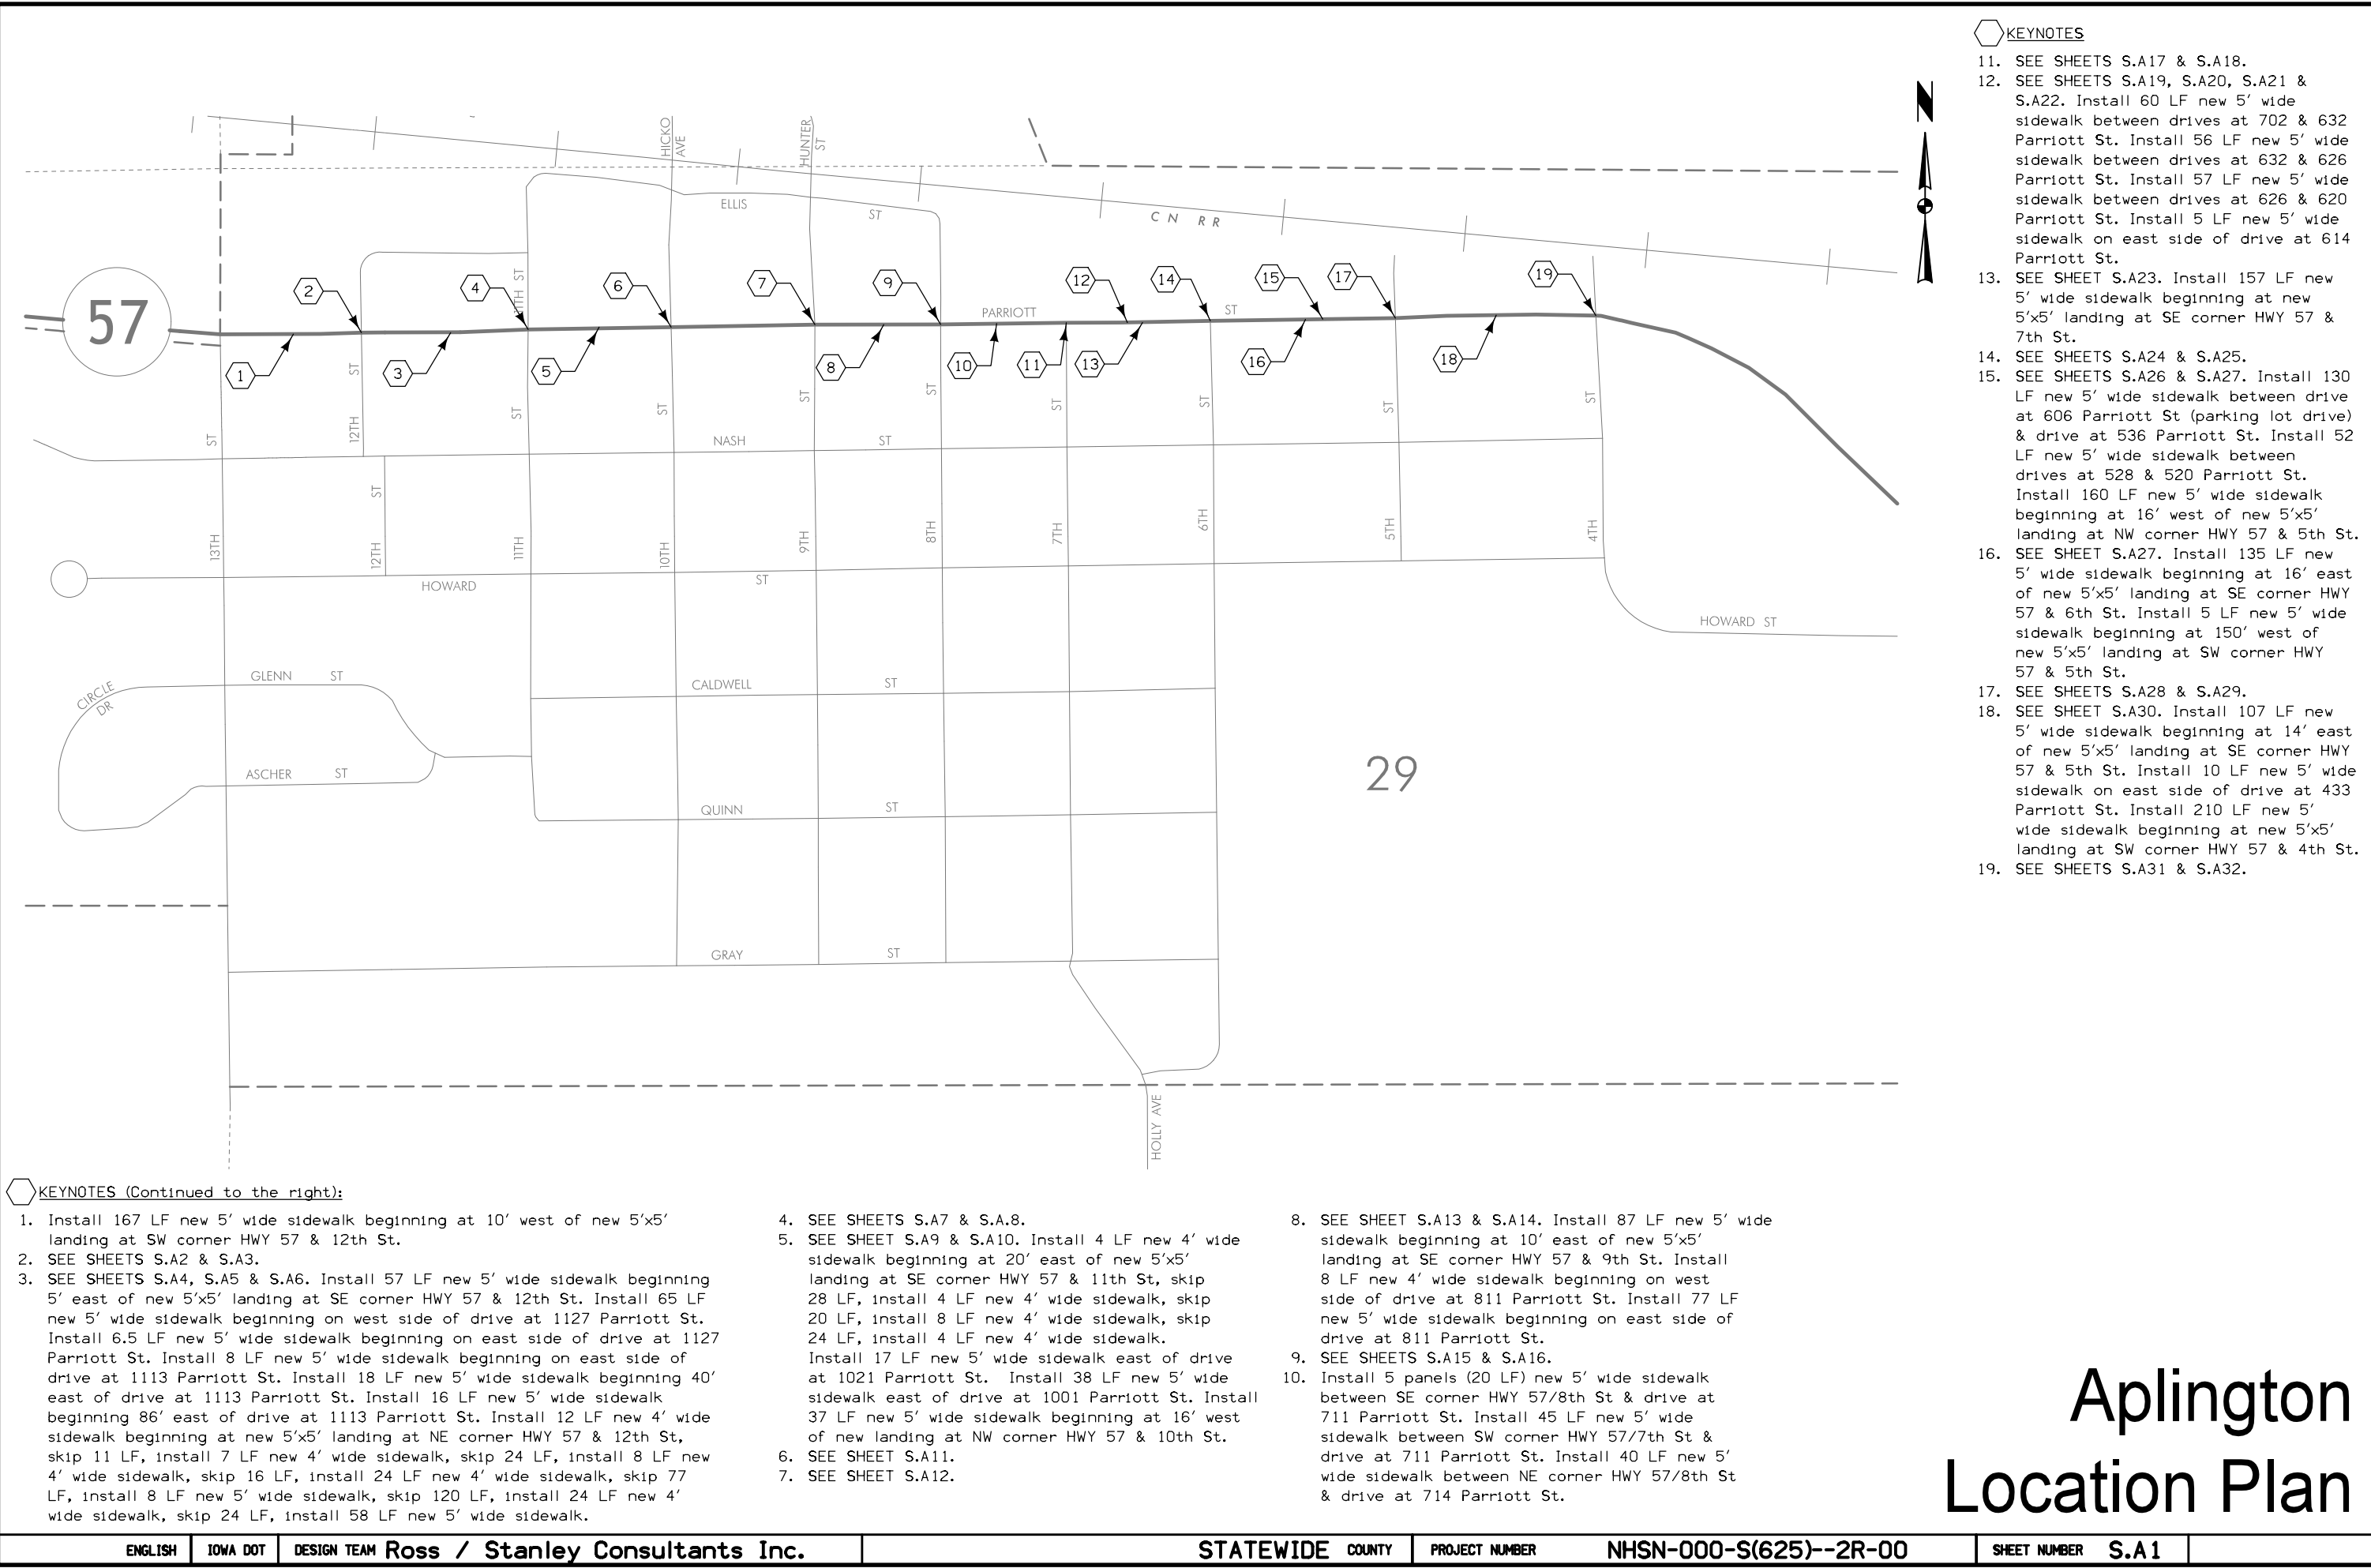 KEYNOTES
11. SEE SHEETS S.A17 & S.A18.
12. SEE SHEETS S.A19, S.A20, S.A21 &
S.A22. Install 60 LF new 5' wide
sidewalk between drives at 702 & 632
Parriott St. Install 56 LF new 5' wide
sidewalk between drives at 632 & 626
Parriott St. Install 57 LF new 5' wide
sidewalk between drives at 626 & 620
Parriott St. Install 5 LF new 5' wide
sidewalk on east side of drive at 614
Parriott St.
13. SEE SHEET S.A23. Install 157 LF new
5' wide sidewalk beginning at new
5'x5' landing at SE corner HWY 57 &
7th St.
14. SEE SHEETS S.A24 & S.A25.
15. SEE SHEETS S.A26 & S.A27. Install 130
LF new 5' wide sidewalk between drive
at 606 Parriott St (parking lot drive)
& drive at 536 Parriott St. Install 52
LF new 5' wide sidewalk between
drives at 528 & 520 Parriott St.
Install 160 LF new 5' wide sidewalk
beginning at 16' west of new 5'x5'
landing at NW corner HWY 57 & 5th St.
16. SEE SHEET S.A27. Install 135 LF new
5' wide sidewalk beginning at 16' east
of new 5'x5' landing at SE corner HWY
57 & 6th St. Install 5 LF new 5' wide
sidewalk beginning at 150' west of
new 5'x5' landing at SW corner HWY
57 & 5th St.
17. SEE SHEETS S.A28 & S.A29.
18. SEE SHEET S.A30. Install 107 LF new
5' wide sidewalk beginning at 14' east
of new 5'x5' landing at SE corner HWY
57 & 5th St. Install 10 LF new 5' wide
sidewalk on east side of drive at 433
Parriott St. Install 210 LF new 5'
wide sidewalk beginning at new 5'x5'
landing at SW corner HWY 57 & 4th St.
19. SEE SHEETS S.A31 & S.A32.
N
HICKO
AVE
HUNTER
ST
ELLIS
ST
CN RR
11TH ST
57
2
4
6
7
9
12
14
15
17
19
PARRIOTT
ST
1
3
5
8
10
11
13
16
18
ST
12TH
ST
ST
ST
ST
ST
ST
ST
ST
ST
NASH
ST
ST
13TH
12TH
11TH
10TH
9TH
8TH
7TH
6TH
5TH
4TH
HOWARD
ST
HOWARD ST
GLENN
ST
CIRCLE
DR
CALDWELL
ST
ASCHER
ST
29
QUINN
ST
GRAY
ST
HOLLY AVE
KEYNOTES (Continued to the right):
1. Install 167 LF new 5' wide sidewalk beginning at 10' west of new 5'x5'
landing at SW corner HWY 57 & 12th St.
2. SEE SHEETS S.A2 & S.A3.
3. SEE SHEETS S.A4, S.A5 & S.A6. Install 57 LF new 5' wide sidewalk beginning
5' east of new 5'x5' landing at SE corner HWY 57 & 12th St. Install 65 LF
new 5' wide sidewalk beginning on west side of drive at 1127 Parriott St.
Install 6.5 LF new 5' wide sidewalk beginning on east side of drive at 1127
Parriott St. Install 8 LF new 5' wide sidewalk beginning on east side of
drive at 1113 Parriott St. Install 18 LF new 5' wide sidewalk beginning 40'
east of drive at 1113 Parriott St. Install 16 LF new 5' wide sidewalk
beginning 86' east of drive at 1113 Parriott St. Install 12 LF new 4' wide
sidewalk beginning at new 5'x5' landing at NE corner HWY 57 & 12th St,
skip 11 LF, install 7 LF new 4' wide sidewalk, skip 24 LF, install 8 LF new
4' wide sidewalk, skip 16 LF, install 24 LF new 4' wide sidewalk, skip 77
LF, install 8 LF new 5' wide sidewalk, skip 120 LF, install 24 LF new 4'
wide sidewalk, skip 24 LF, install 58 LF new 5' wide sidewalk.
4. SEE SHEETS S.A7 & S.A.8.
5. SEE SHEET S.A9 & S.A10. Install 4 LF new 4' wide
sidewalk beginning at 20' east of new 5'x5'
landing at SE corner HWY 57 & 11th St, skip
28 LF, install 4 LF new 4' wide sidewalk, skip
20 LF, install 8 LF new 4' wide sidewalk, skip
24 LF, install 4 LF new 4' wide sidewalk.
Install 17 LF new 5' wide sidewalk east of drive
at 1021 Parriott St. Install 38 LF new 5' wide
sidewalk east of drive at 1001 Parriott St. Install
37 LF new 5' wide sidewalk beginning at 16' west
of new landing at NW corner HWY 57 & 10th St.
6. SEE SHEET S.A11.
7. SEE SHEET S.A12.
8. SEE SHEET S.A13 & S.A14. Install 87 LF new 5' wide
sidewalk beginning at 10' east of new 5'x5'
landing at SE corner HWY 57 & 9th St. Install
8 LF new 4' wide sidewalk beginning on west
side of drive at 811 Parriott St. Install 77 LF
new 5' wide sidewalk beginning on east side of
drive at 811 Parriott St.
9. SEE SHEETS S.A15 & S.A16.
10. Install 5 panels (20 LF) new 5' wide sidewalk
between SE corner HWY 57/8th St & drive at
711 Parriott St. Install 45 LF new 5' wide
sidewalk between SW corner HWY 57/7th St &
drive at 711 Parriott St. Install 40 LF new 5'
wide sidewalk between NE corner HWY 57/8th St
& drive at 714 Parriott St.
Aplington
Location Plan
ENGLISH IOWA DOT DESIGN TEAM Ross / Stanley Consultants Inc. STATEWIDE COUNTY PROJECT NUMBER NHSN-000-S(625)--2R-00 SHEET NUMBER S.A1